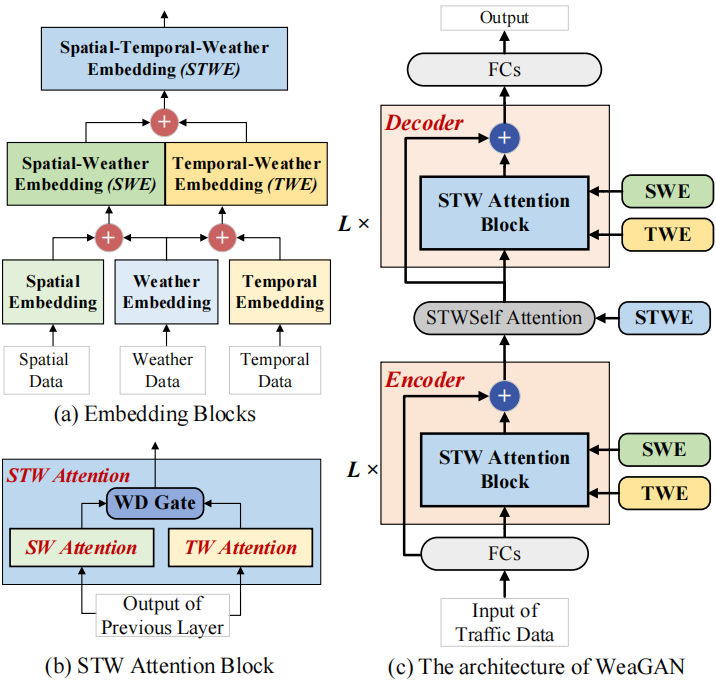 Spatial-Temporal-Weather
Embedding (STWE)
+
Spatial-Weather
Embedding (SWE)
Temporal-Weather
Embedding (TWE)
+
+
Spatial
Embedding
Weather
Embedding
Temporal
Embedding
Spatial
Data
Weather
Data
Temporal
Data
(a) Embedding Blocks
STW Attention
WD Gate
SW Attention
TW Attention
Output of
Previous Layer
(b) STW Attention Block
Output
FCs
Decoder
+
STW Attention
Block
SWE
TWE
L ×
STWSelf Attention
STWE
Encoder
+
STW Attention
Block
SWE
TWE
L ×
FCs
Input of
Traffic Data
(c) The architecture of WeaGAN